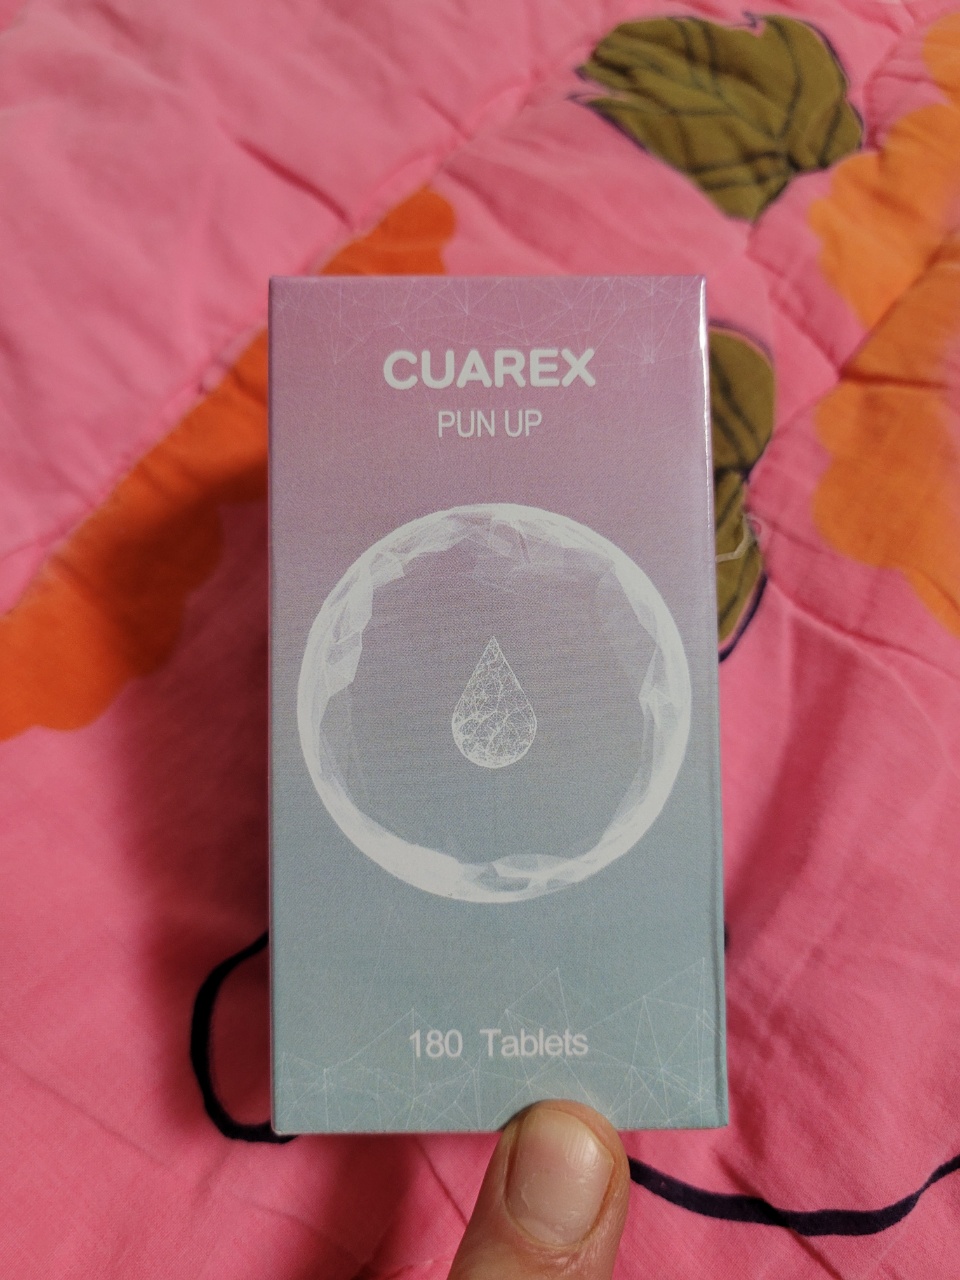 CUAREX
PUN UP
180 Tablets